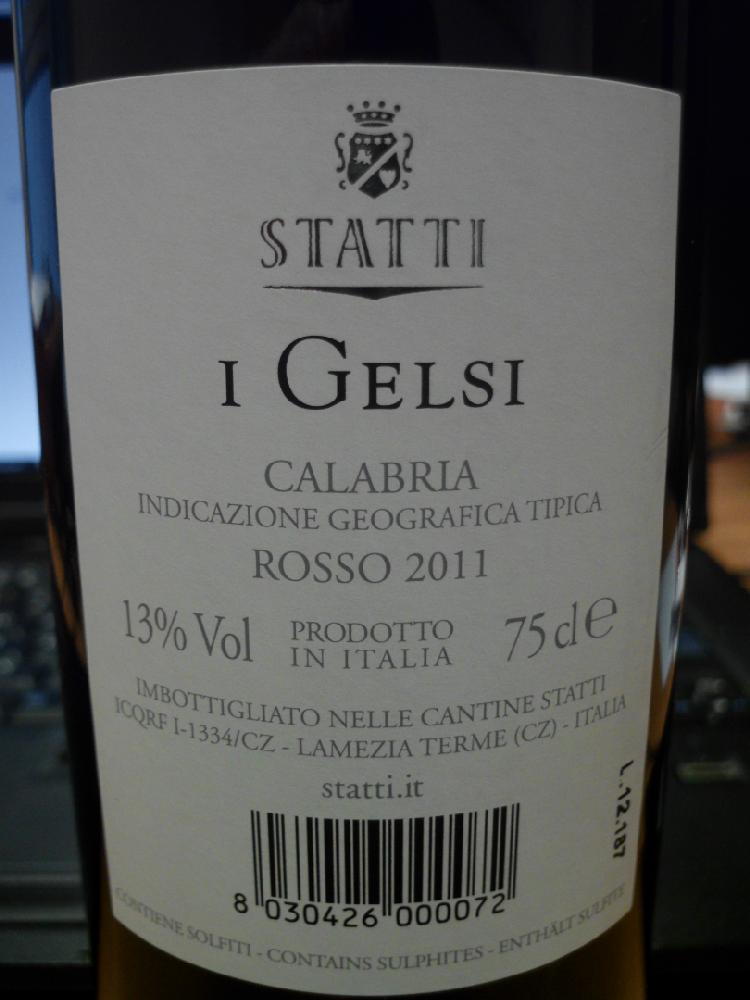 STATTI
I GELSI
CALABRIA
INDICAZIONE GEOGRAFICA TIPICA
ROSSO 2011
13% Vol PRODOTTO IN ITALIA 75 cl e
IMBOTTIGLIATO NELLE CANTINE STATTI
ICQRF I-1334/CZ - LAMEZIA TERME (CZ) - ITALIA
statti.it
L.12.187
8 030426 000072
CONTIENE SOLFITI - CONTAINS SULPHITES - ENTHÄLT SULFITE